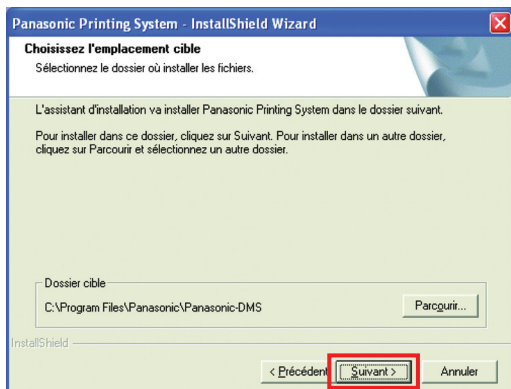 Panasonic Printing System - InstallShield Wizard
Choisissez l'emplacement cible
Sélectionnez le dossier où installer les fichiers.
L'assistant d'installation va installer Panasonic Printing System dans le dossier suivant.
Pour installer dans ce dossier, cliquez sur Suivant. Pour installer dans un autre dossier,
cliquez sur Parcourir et sélectionnez un autre dossier.
Dossier cible
C:\Program Files\Panasonic\Panasonic-DMS
Parcourir...
InstallShield
< Précédent
Suivant >
Annuler